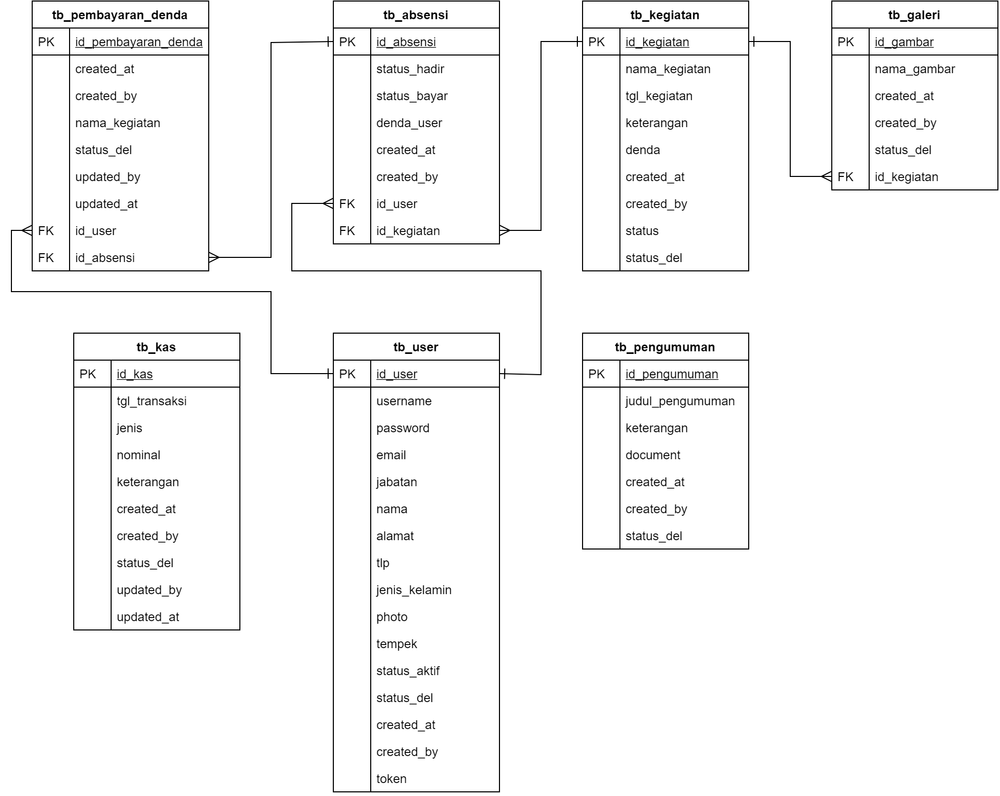 tb_pembayaran_denda
PK id_pembayaran_denda
created_at
created_by
nama_kegiatan
status_del
updated_by
updated_at
FK id_user
FK id_absensi
tb_absensi
PK id_absensi
status_hadir
status_bayar
denda_user
created_at
created_by
FK id_user
FK id_kegiatan
tb_kegiatan
PK id_kegiatan
nama_kegiatan
tgl_kegiatan
keterangan
denda
created_at
created_by
status
status_del
tb_galeri
PK id_gambar
nama_gambar
created_at
created_by
status_del
FK id_kegiatan
tb_kas
PK id_kas
tgl_transaksi
jenis
nominal
keterangan
created_at
created_by
status_del
updated_by
updated_at
tb_user
PK id_user
username
password
email
jabatan
nama
alamat
tlp
jenis_kelamin
photo
tempek
status_aktif
status_del
created_at
created_by
token
tb_pengumuman
PK id_pengumuman
judul_pengumuman
keterangan
document
created_at
created_by
status_del